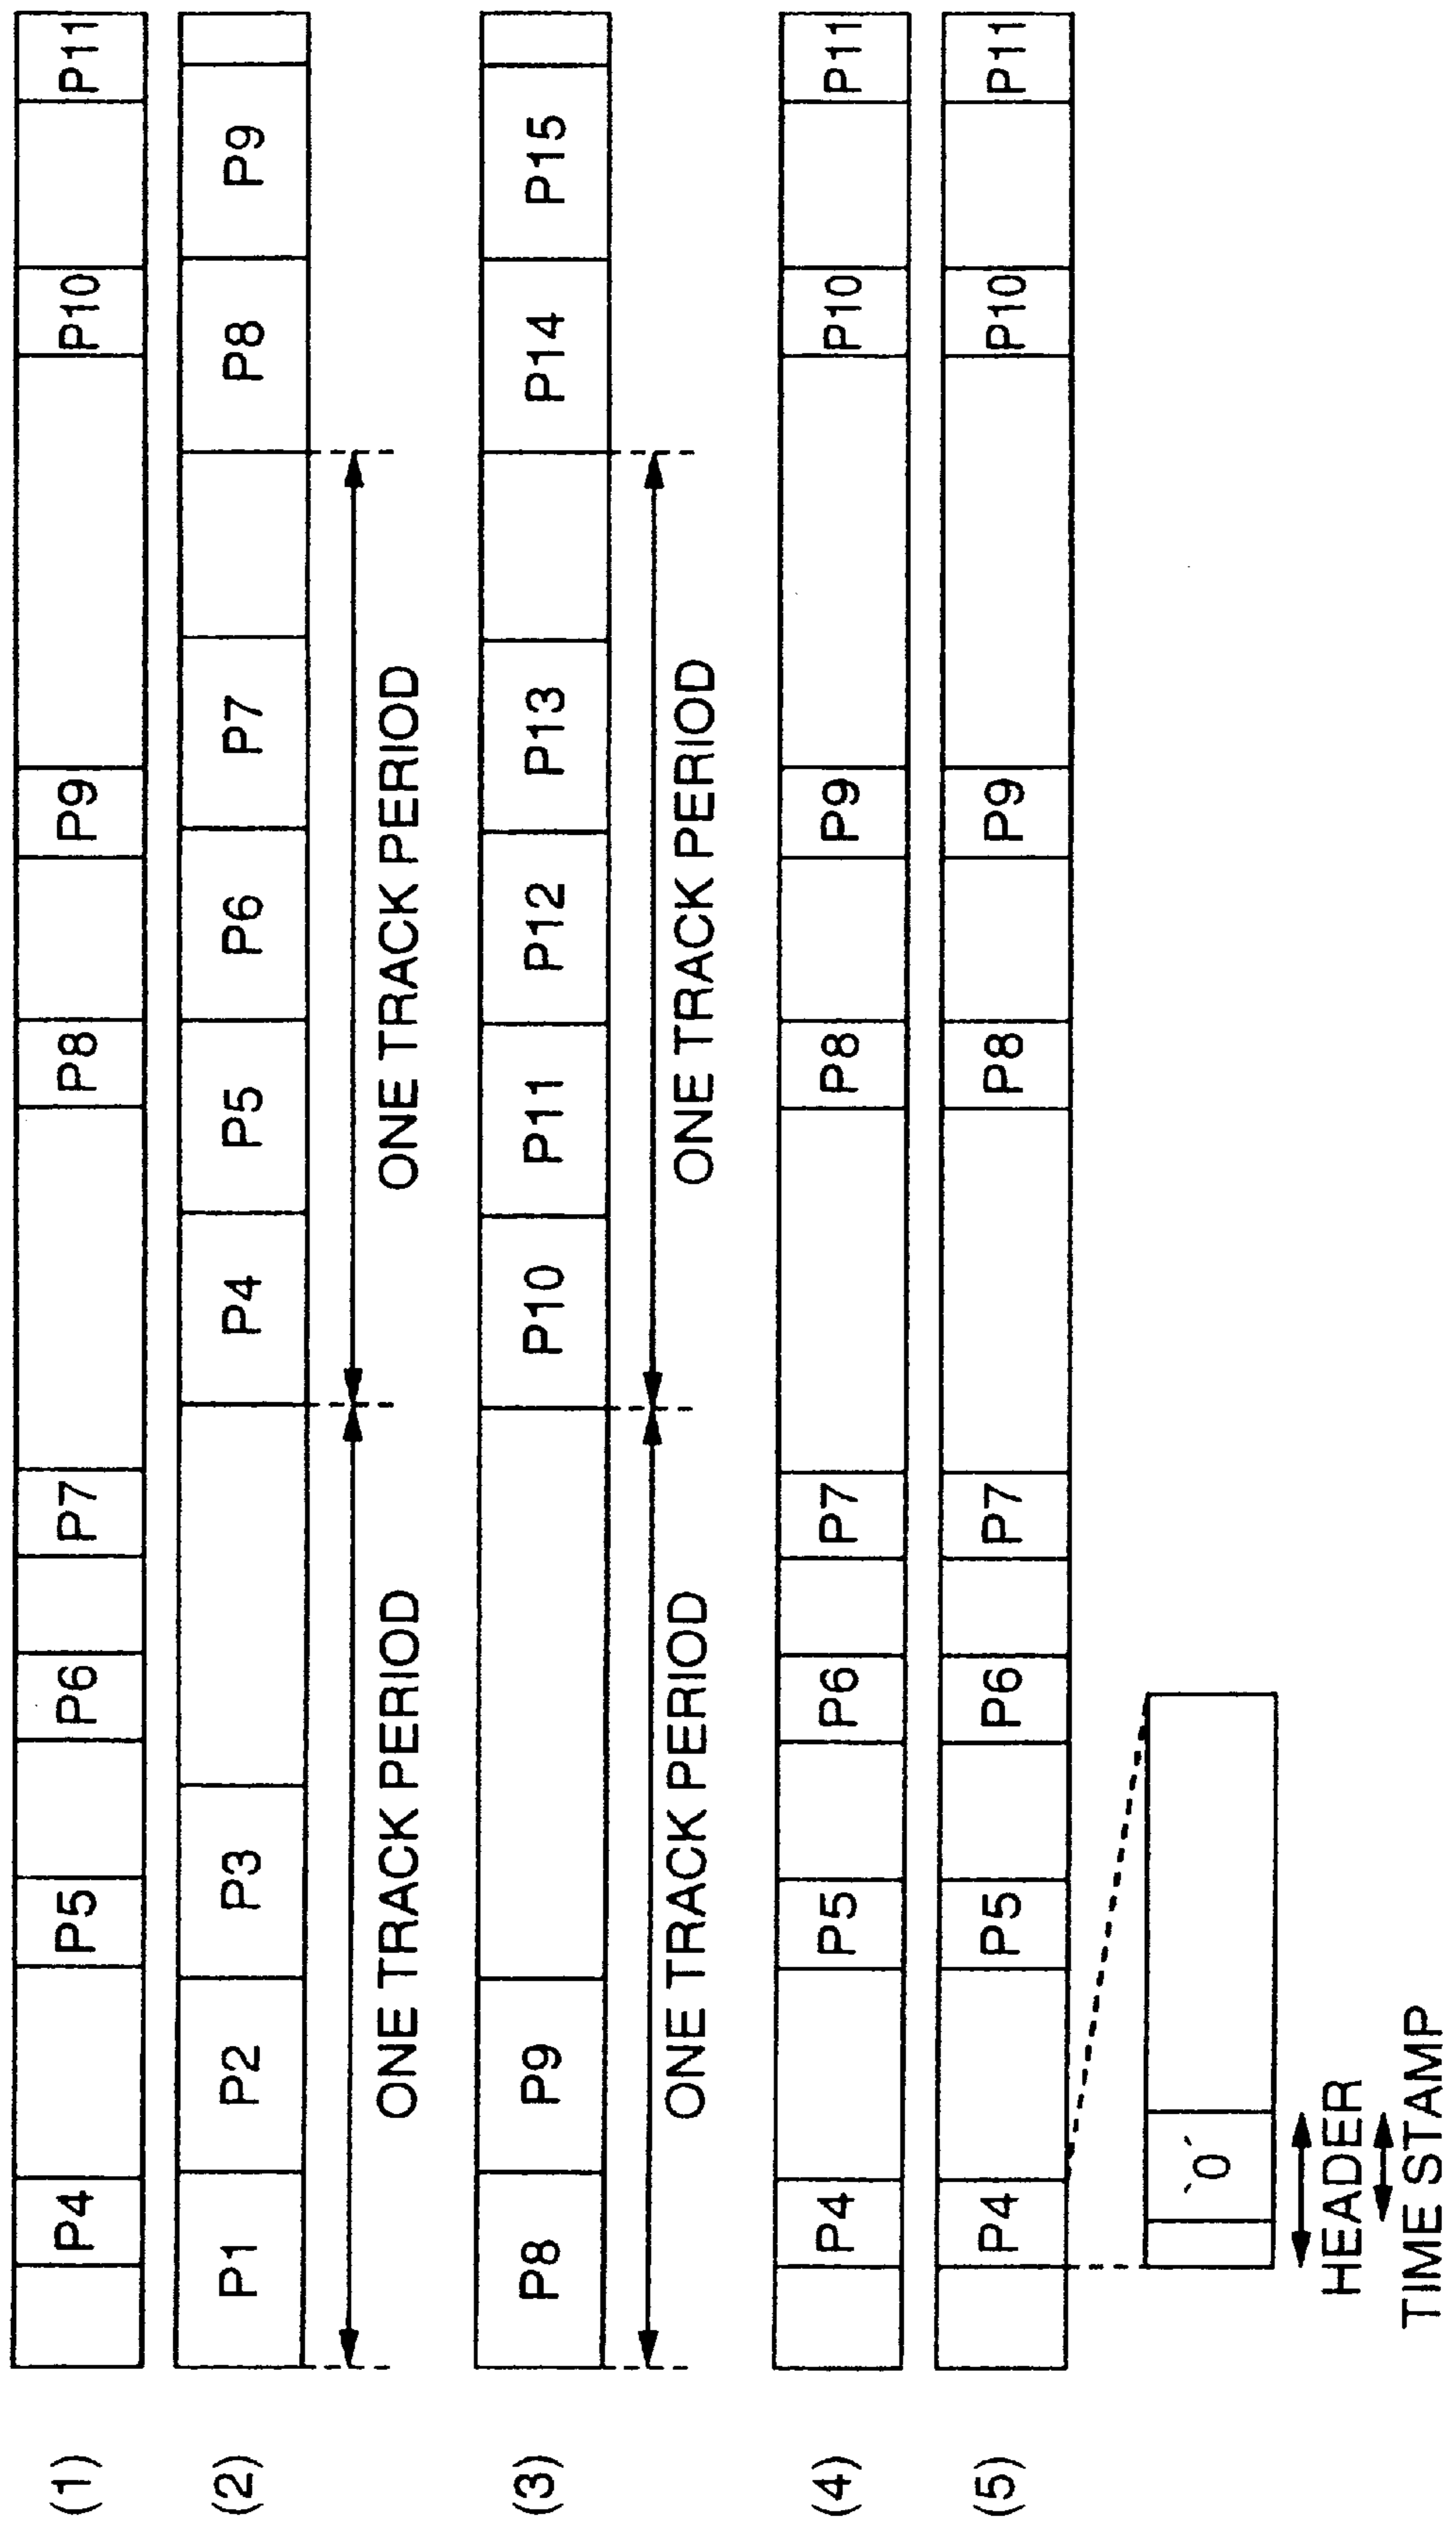 (1) P4 P5 P6 P7 P8 P9 P10 P11
(2) P1 P2 P3 P4 P5 P6 P7 P8 P9
ONE TRACK PERIOD ONE TRACK PERIOD
(3) P8 P9 P10 P11 P12 P13 P14 P15
ONE TRACK PERIOD ONE TRACK PERIOD
(4) P4 P5 P6 P7 P8 P9 P10 P11
(5) P4 P5 P6 P7 P8 P9 P10 P11
`0´
HEADER
TIME STAMP